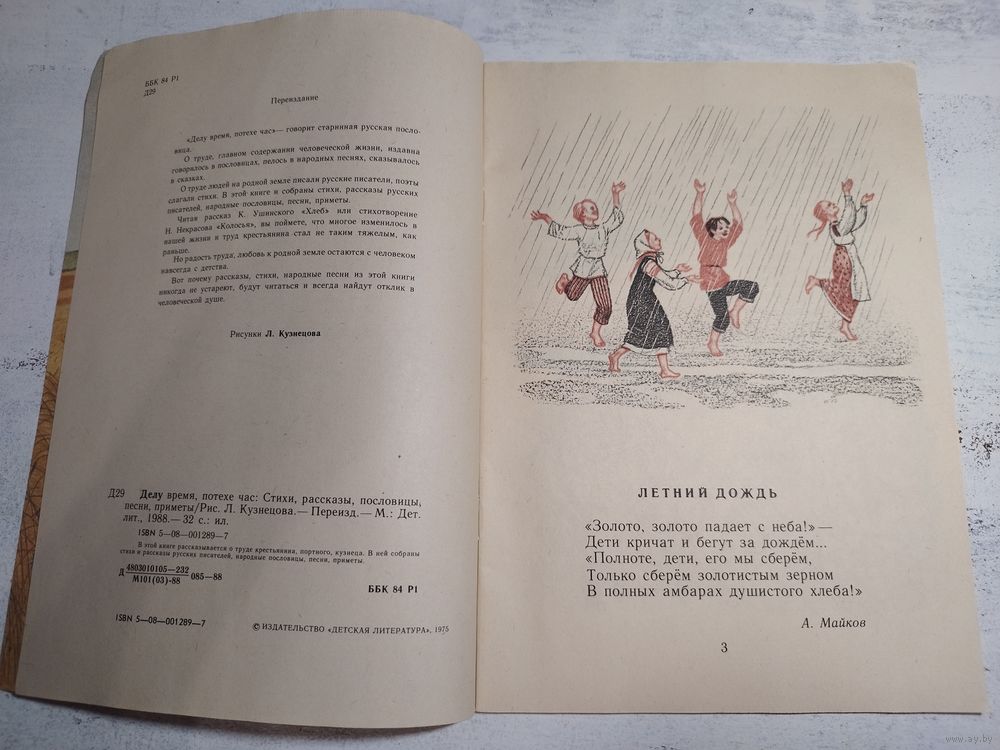 ББК 84 Р1
Д29
Переиздание
«Делу время, потехе час»— говорит старинная русская посло-
вица.
О труде, главном содержании человеческой жизни, издавна
говорилось в пословицах, пелось в народных песнях, сказывалось
в сказках.
О труде людей на родной земле писали русские писатели, поэты
слагали стихи. В этой книге и собраны стихи, рассказы русских
писателей, народные пословицы, песни, приметы.
Читая рассказ К. Ушинского «Хлеб» или стихотворение
Н. Некрасова «Колосья», вы поймете, что многое изменилось в
нашей жизни и труд крестьянина стал не таким тяжелым, как
раньше.
Но радость труда, любовь к родной земле остаются с человеком
навсегда с детства.
Вот почему рассказы, стихи, народные песни из этой книги
никогда не устареют, будут читаться и всегда найдут отклик в
человеческой душе.
Рисунки Л. Кузнецова
Д29 Делу время, потехе час: Стихи, рассказы, пословицы,
песни, приметы/Рис. Л. Кузнецова.— Переизд.— М.: Дет.
лит., 1988.— 32 с.: ил.
ISBN 5—08—001289—7
В этой книге рассказывается о труде крестьянина, портного, кузнеца. В ней собраны
стихи и рассказы русских писателей, народные пословицы, песни, приметы.
Д 4803010105—232
М101(03)-88 085—88
ББК 84 Р1
ISBN 5—08—001289—7
© ИЗДАТЕЛЬСТВО «ДЕТСКАЯ ЛИТЕРАТУРА», 1975
ЛЕТНИЙ ДОЖДЬ
«Золото, золото падает с неба!»—
Дети кричат и бегут за дождём...
«Полноте, дети, его мы сберём,
Только сберём золотистым зерном
В полных амбарах душистого хлеба!»
А. Майков
3
www.ay.by